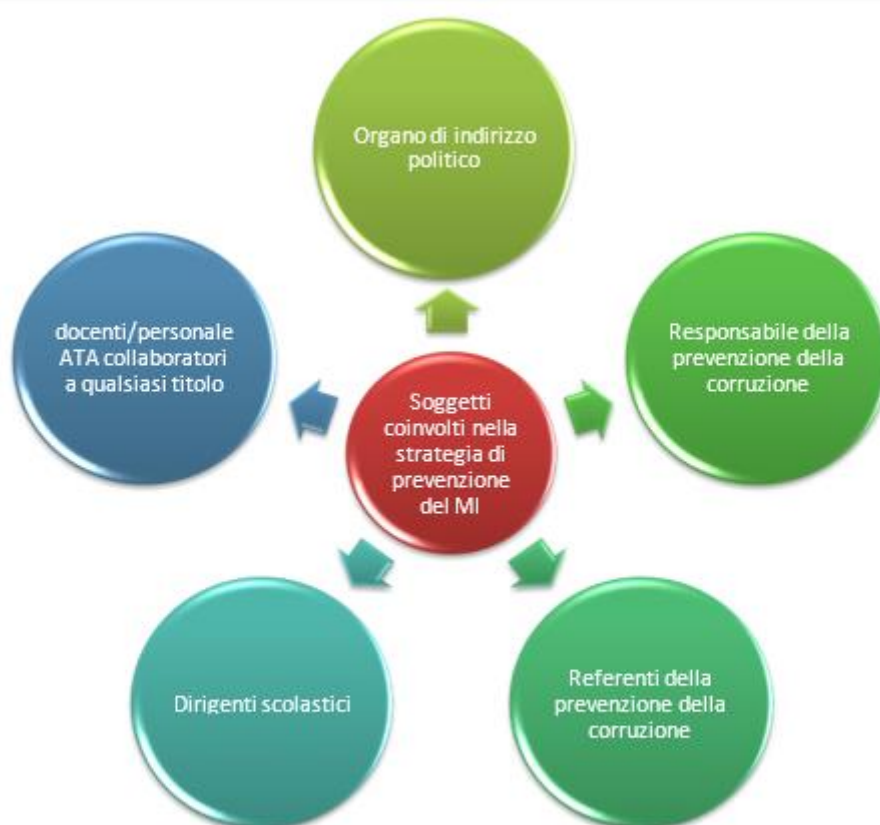 Organo di indirizzo
politico
Responsabile della
prevenzione della
corruzione
Referenti della
prevenzione della
corruzione
Dirigenti scolastici
docenti/personale
ATA collaboratori
a qualsiasi titolo
Soggetti
coinvolti nella
strategia di
prevenzione
del MI